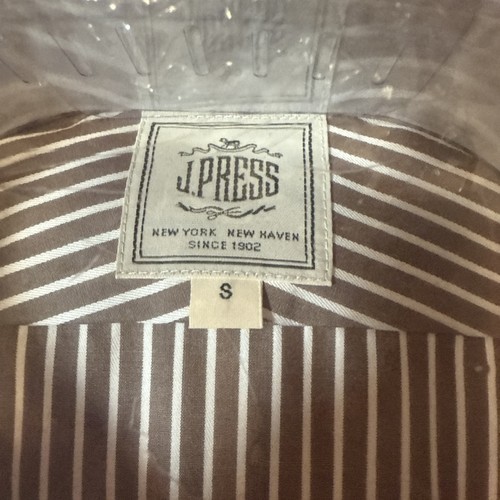 J.PRESS
NEW YORK NEW HAVEN
SINCE 1902
S